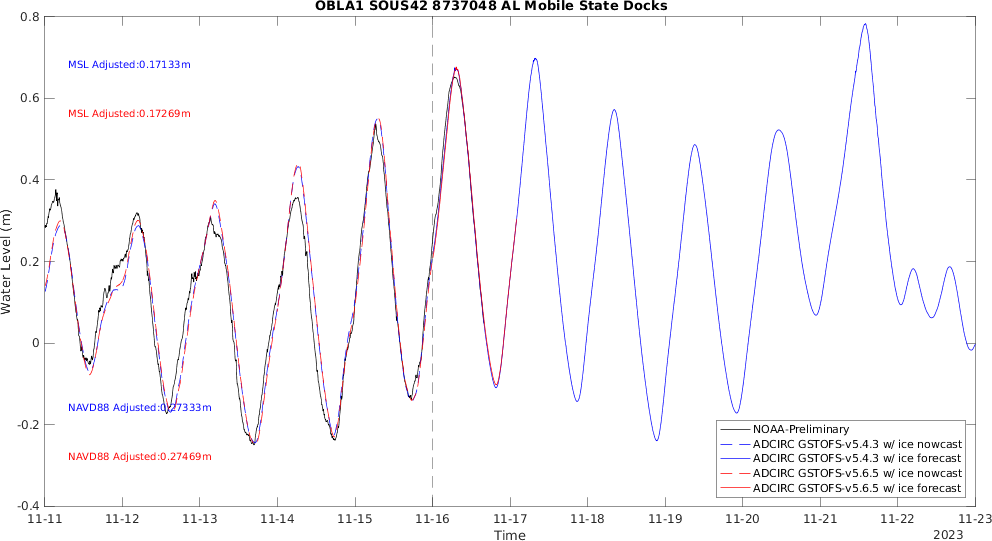 OBLA1 SOUS42 8737048 AL Mobile State Docks
0.8
0.6
0.4
0.2
0
-0.2
-0.4
Water Level (m)
MSL Adjusted:0.17133m
MSL Adjusted:0.17269m
NAVD88 Adjusted:0.27333m
NAVD88 Adjusted:0.27469m
NOAA-Preliminary
ADCIRC GSTOFS-v5.4.3 w/ ice nowcast
ADCIRC GSTOFS-v5.4.3 w/ ice forecast
ADCIRC GSTOFS-v5.6.5 w/ ice nowcast
ADCIRC GSTOFS-v5.6.5 w/ ice forecast
11-11 11-12 11-13 11-14 11-15 11-16 11-17 11-18 11-19 11-20 11-21 11-22 11-23
Time
2023